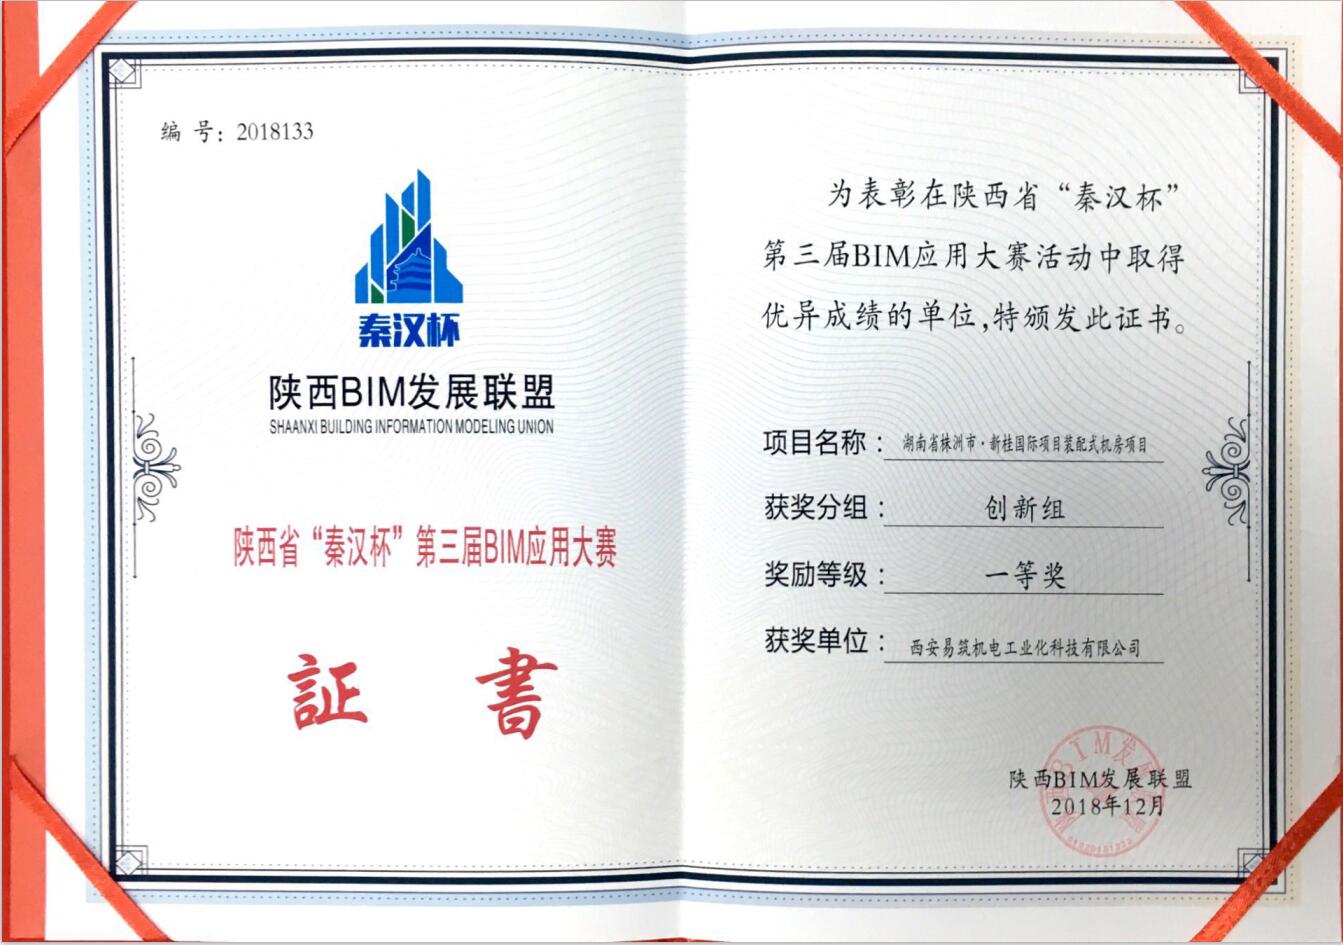 编 号：2018133
秦汉杯
陕西BIM发展联盟
SHAANXI BUILDING INFORMATION MODELING UNION
陕西省“秦汉杯”第三届BIM应用大赛
証 書
为表彰在陕西省“秦汉杯”
第三届BIM应用大赛活动中取得
优异成绩的单位,特颁发此证书。
项目名称：湖南省株洲市·新桂国际项目装配式机房项目
获奖分组：创新组
奖励等级：一等奖
获奖单位：西安易筑机电工业化科技有限公司
陕西BIM发展联盟
2018年12月